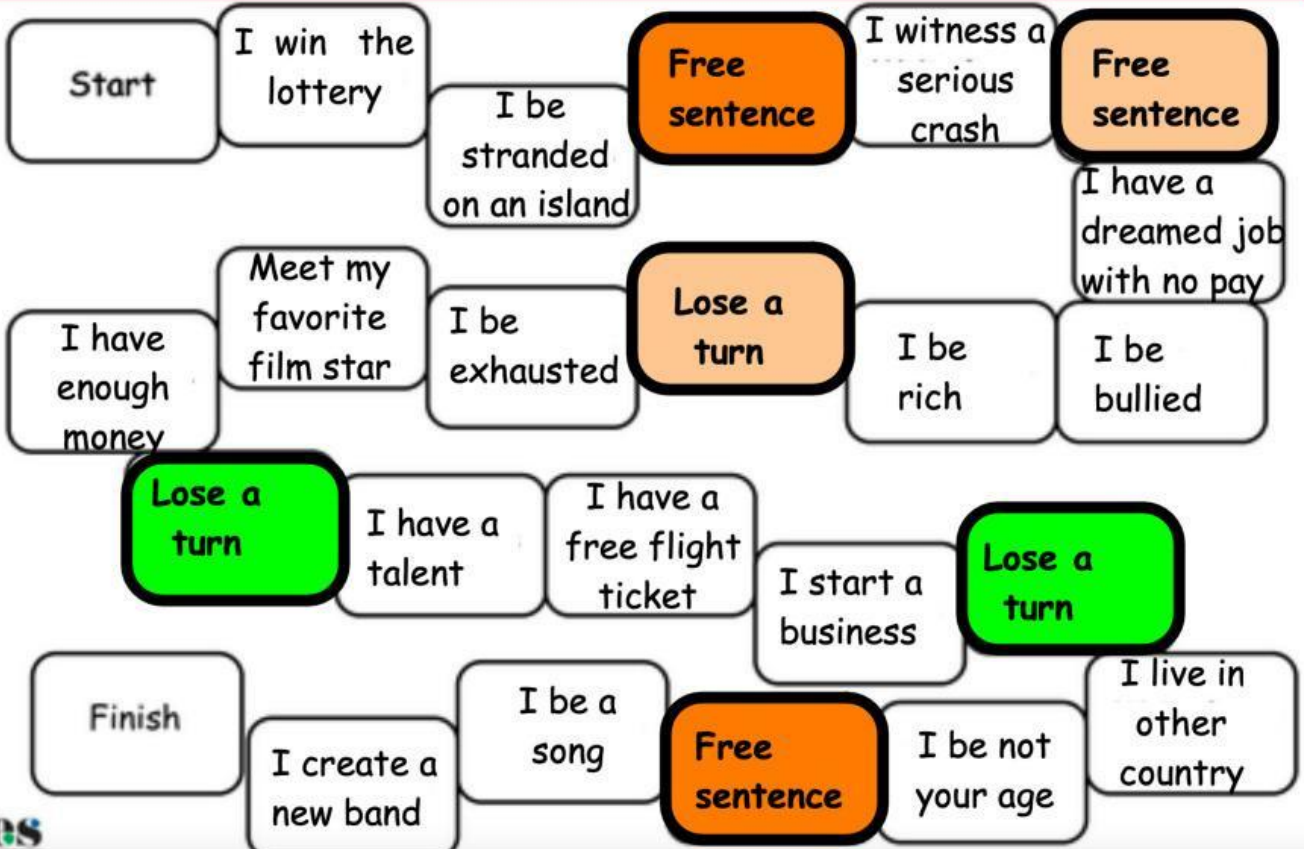 Start
I win the
lottery
I be
stranded
on an island
Free
sentence
I witness a
serious
crash
Free
sentence
I have a
dreamed job
with no pay
I be
bullied
I be
rich
Lose a
turn
I be
exhausted
Meet my
favorite
film star
I have
enough
money
Lose a
turn
I have a
talent
I have a
free flight
ticket
I start a
business
Lose a
turn
I live in
other
country
I be not
your age
Free
sentence
I be a
song
I create a
new band
Finish
es